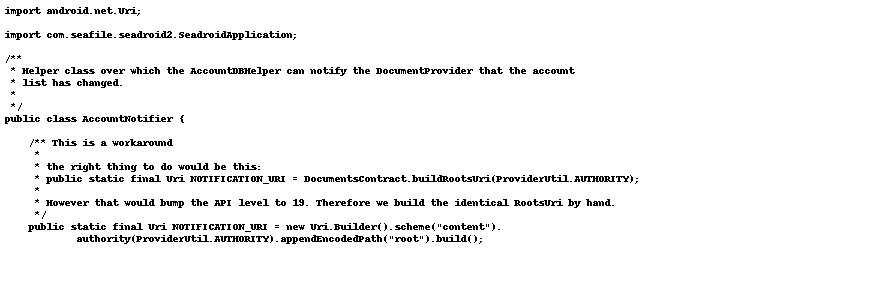 import android.net.Uri;
import com.seafile.seadroid2.SeadroidApplication;
/**
 * Helper class over which the AccountDBHelper can notify the DocumentProvider that the account
 * list has changed.
 *
 */
public class AccountNotifier {
    /** This is a workaround
     *
     * the right thing to do would be this:
     * public static final Uri NOTIFICATION_URI = DocumentsContract.buildRootsUri(ProviderUtil.AUTHORITY);
     *
     * However that would bump the API level to 19. Therefore we build the identical RootsUri by hand.
     */
    public static final Uri NOTIFICATION_URI = new Uri.Builder().scheme("content").
            authority(ProviderUtil.AUTHORITY).appendEncodedPath("root").build();